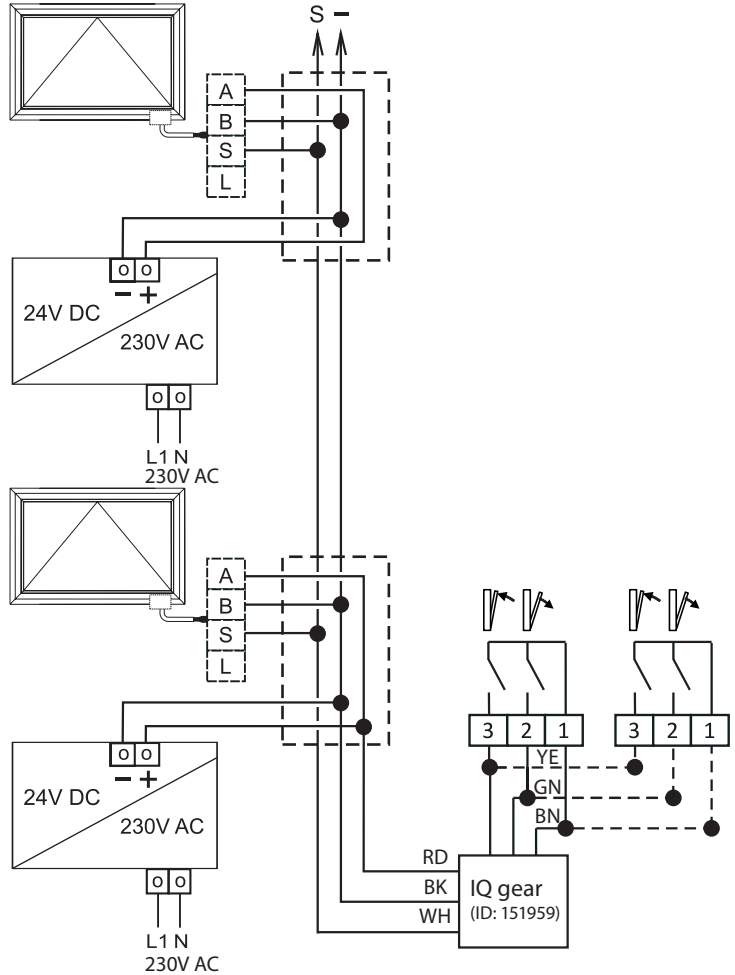 S –
A
B
S
L
o o
– +
24V DC
230V AC
o o
L1 N
230V AC
A
B
S
L
o o
– +
24V DC
230V AC
o o
L1 N
230V AC
3 2 1
3 2 1
YE
GN
BN
RD
BK
WH
IQ gear
(ID: 151959)